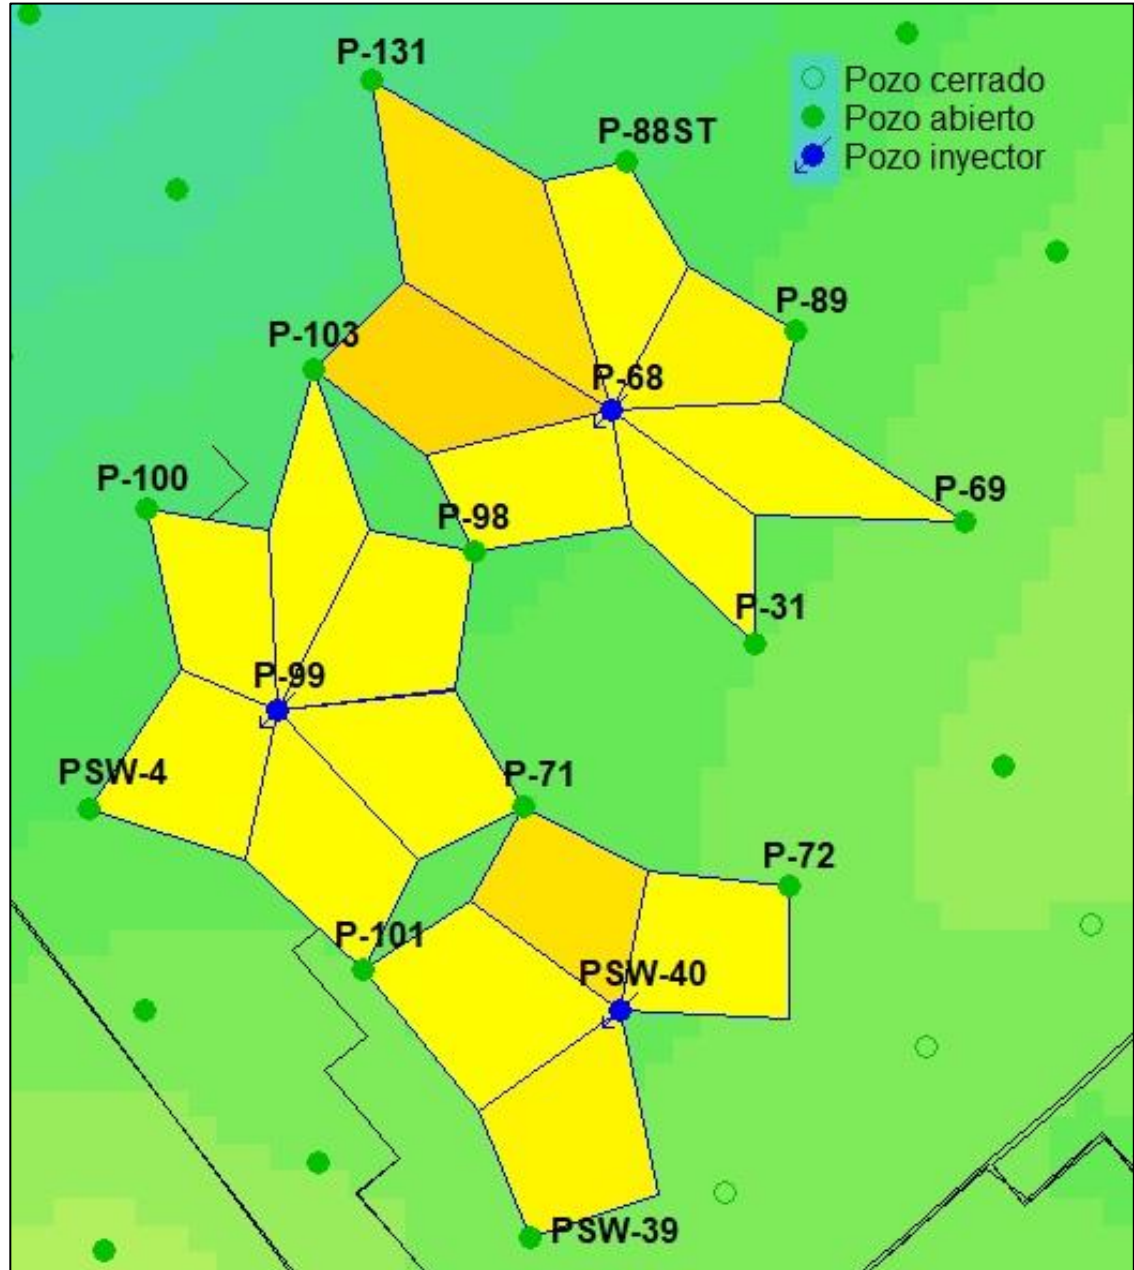 P-131
Pozo cerrado
Pozo abierto
P-88ST
Pozo inyector
P-89
P-103
P-68
P-100
P-69
P-98
P-31
P-99
PSW-4
P-71
P-72
P-101
PSW-40
PSW-39